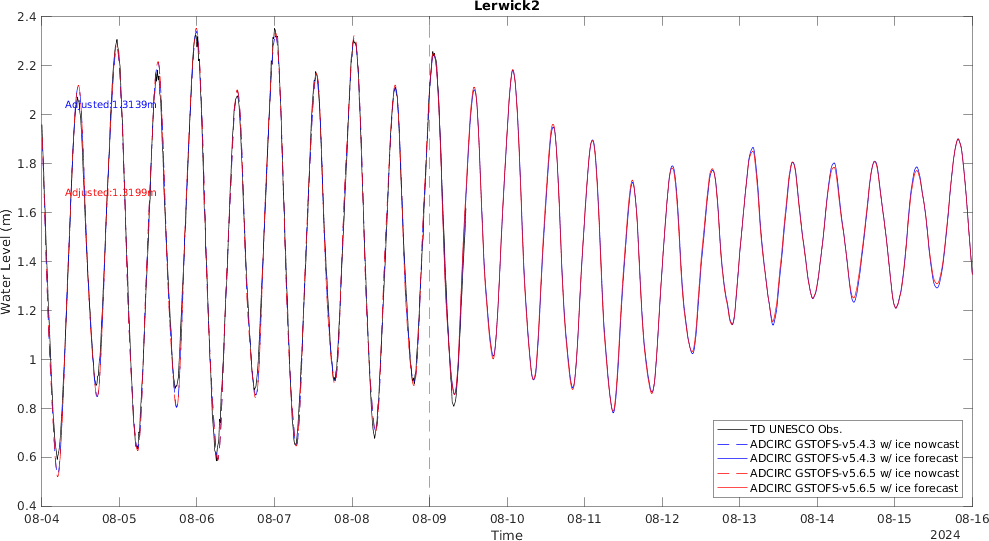 Lerwick2
2.4
2.2
2
1.8
1.6
1.4
1.2
1
0.8
0.6
0.4
Water Level (m)
Adjusted:1.3139m
Adjusted:1.3199m
TD UNESCO Obs.
ADCIRC GSTOFS-v5.4.3 w/ ice nowcast
ADCIRC GSTOFS-v5.4.3 w/ ice forecast
ADCIRC GSTOFS-v5.6.5 w/ ice nowcast
ADCIRC GSTOFS-v5.6.5 w/ ice forecast
08-04 08-05 08-06 08-07 08-08 08-09 08-10 08-11 08-12 08-13 08-14 08-15 08-16
Time
2024